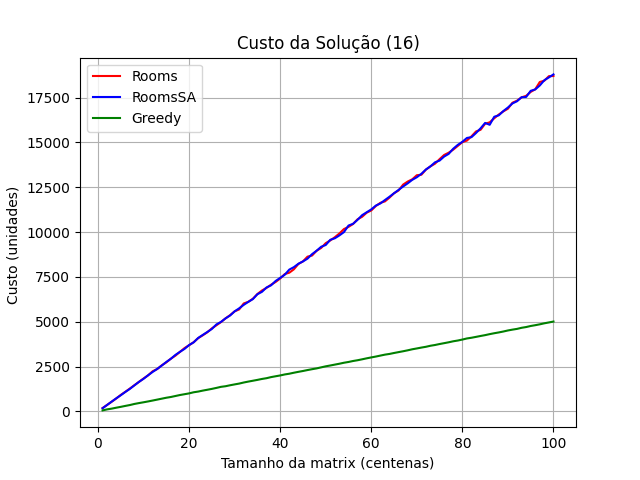 Custo da Solução (16)
Rooms
RoomsSA
Greedy
Custo (unidades)
17500
15000
12500
10000
7500
5000
2500
0
0 20 40 60 80 100
Tamanho da matrix (centenas)